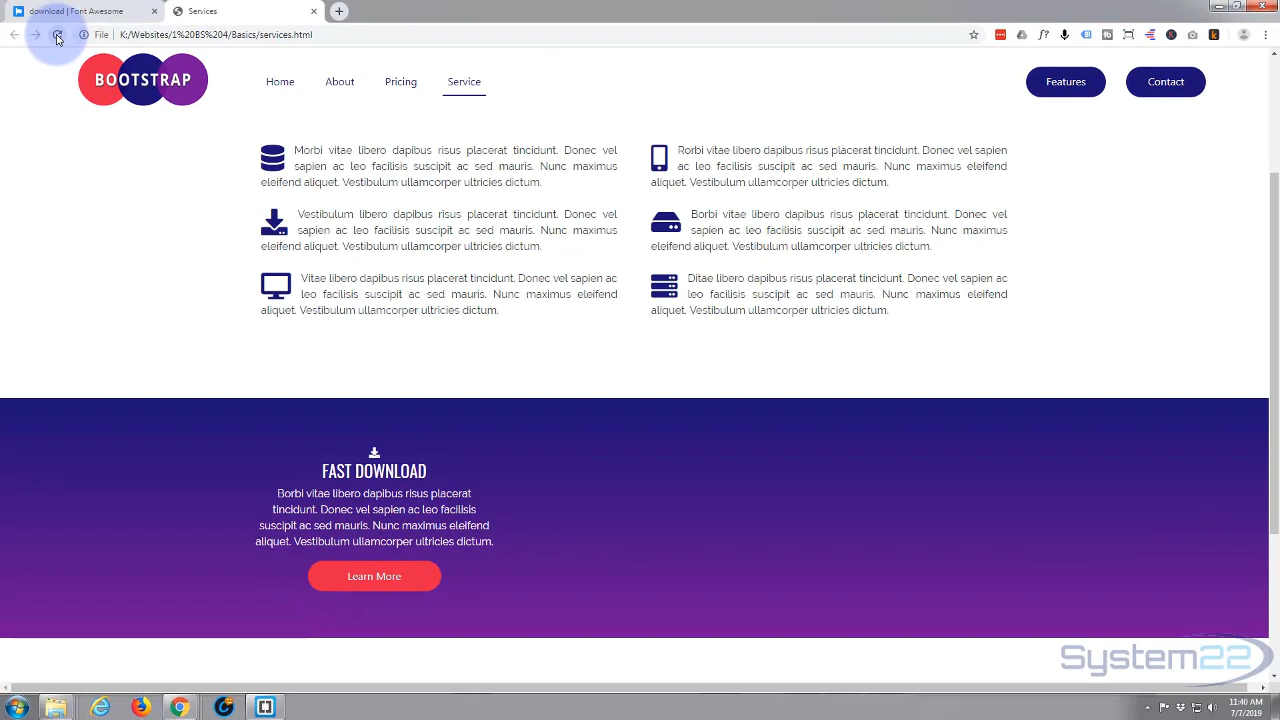 download | Font Awesome
Services
File
K:/Websites/1%20BS%204/Basics/services.html
BOOTSTRAP
Home
About
Pricing
Service
Features
Contact
Morbi vitae libero dapibus risus placerat tincidunt. Donec vel
sapien ac leo facilisis suscipit ac sed mauris. Nunc maximus
eleifend aliquet. Vestibulum ullamcorper ultricies dictum.
Rorbi vitae libero dapibus risus placerat tincidunt. Donec vel sapien
ac leo facilisis suscipit ac sed mauris. Nunc maximus eleifend
aliquet. Vestibulum ullamcorper ultricies dictum.
Vestibulum libero dapibus risus placerat tincidunt. Donec vel
sapien ac leo facilisis suscipit ac sed mauris. Nunc maximus
eleifend aliquet. Vestibulum ullamcorper ultricies dictum.
Borbi vitae libero dapibus risus placerat tincidunt. Donec vel
sapien ac leo facilisis suscipit ac sed mauris. Nunc maximus
eleifend aliquet. Vestibulum ullamcorper ultricies dictum.
Vitae libero dapibus risus placerat tincidunt. Donec vel sapien ac
leo facilisis suscipit ac sed mauris. Nunc maximus eleifend
aliquet. Vestibulum ullamcorper ultricies dictum.
Ditae libero dapibus risus placerat tincidunt. Donec vel sapien ac
leo facilisis suscipit ac sed mauris. Nunc maximus eleifend
aliquet. Vestibulum ullamcorper ultricies dictum.
FAST DOWNLOAD
Borbi vitae libero dapibus risus placerat
tincidunt. Donec vel sapien ac leo facilisis
suscipit ac sed mauris. Nunc maximus eleifend
aliquet. Vestibulum ullamcorper ultricies dictum.
Learn More
System22
11:40 AM
7/7/2019